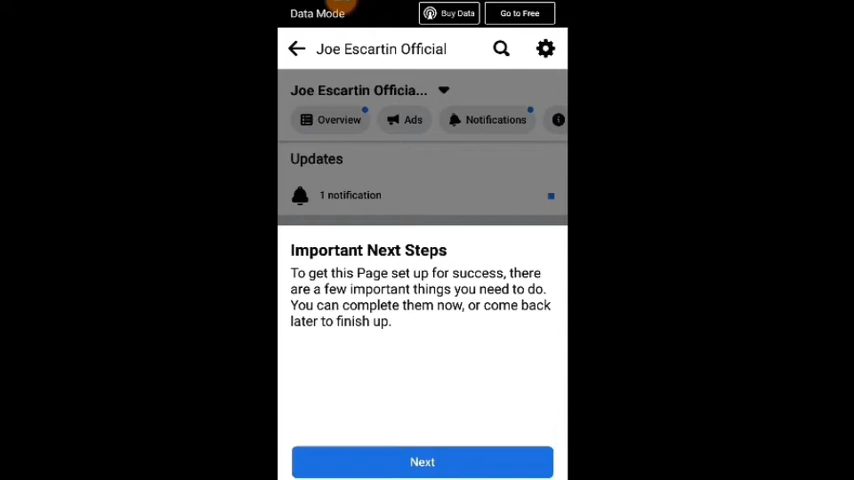 Data Mode
Buy Data
Go to Free
Joe Escartin Official
Joe Escartin Officia...
Overview
Ads
Notifications
Updates
1 notification
Important Next Steps
To get this Page set up for success, there
are a few important things you need to do.
You can complete them now, or come back
later to finish up.
Next